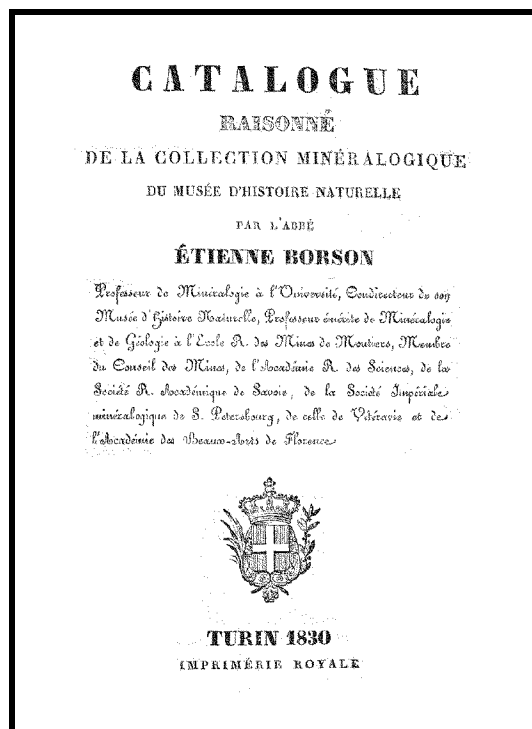 CATALOGUE
RAISONNÉ
DE LA COLLECTION MINÉRALOGIQUE
DU MUSÉE D'HISTOIRE NATURELLE
PAR L'ABBÉ
ÉTIENNE BORSON
Professeur de Minéralogie à l'Université, Condirecteur de son
Musée d'Histoire Naturelle, Professeur émérite de Minéralogie
et de Géologie à l'Ecole R. des Mines de Moutiers, Membre
du Conseil des Mines, de l'Académie R. des Sciences, de la
Société R. Académique de Savoie, de la Société Impériale
minéralogique de S. Petersbourg, de celle de Vétéravie et de
l'Académie des Beaux-Arts de Florence
TURIN 1830
IMPRIMÉRIE ROYALE